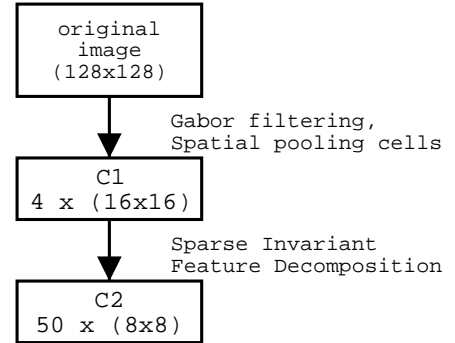 original
image
(128x128)
Gabor filtering,
Spatial pooling cells
C1
4 x (16x16)
Sparse Invariant
Feature Decomposition
C2
50 x (8x8)